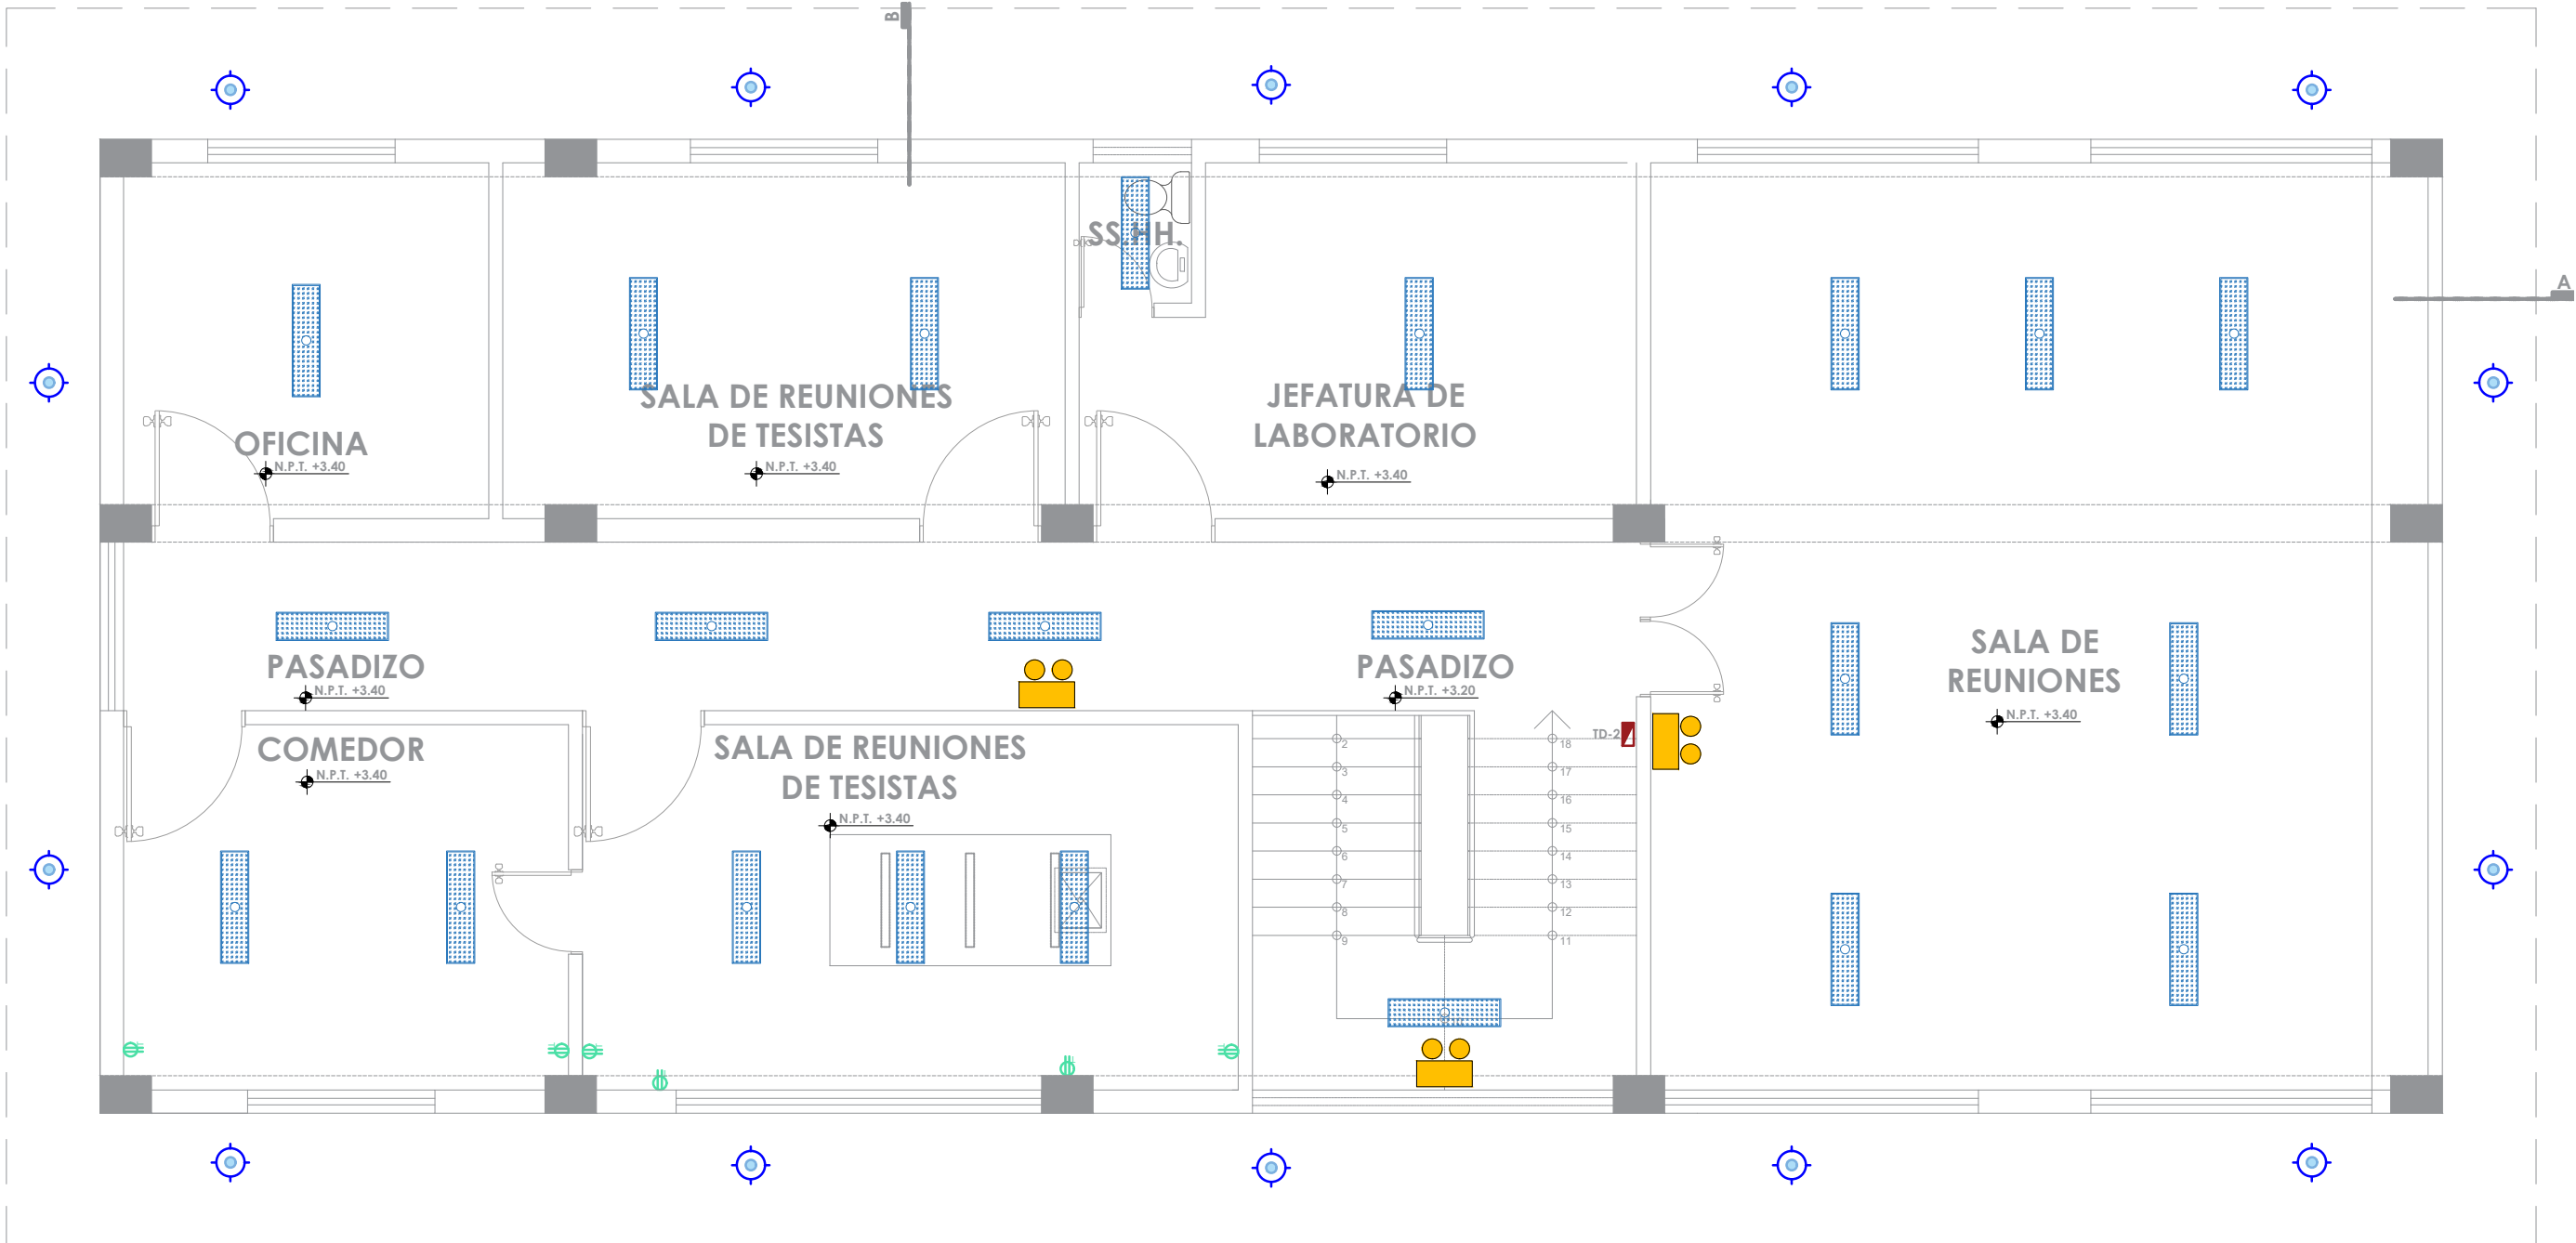 B
A
SS.HH.
SALA DE REUNIONES
DE TESISTAS
N.P.T. +3.40
JEFATURA DE
LABORATORIO
N.P.T. +3.40
OFICINA
N.P.T. +3.40
PASADIZO
N.P.T. +3.40
PASADIZO
N.P.T. +3.20
SALA DE
REUNIONES
N.P.T. +3.40
COMEDOR
N.P.T. +3.40
SALA DE REUNIONES
DE TESISTAS
N.P.T. +3.40
TD-2
2
3
4
5
6
7
8
9
18
17
16
15
14
13
12
11